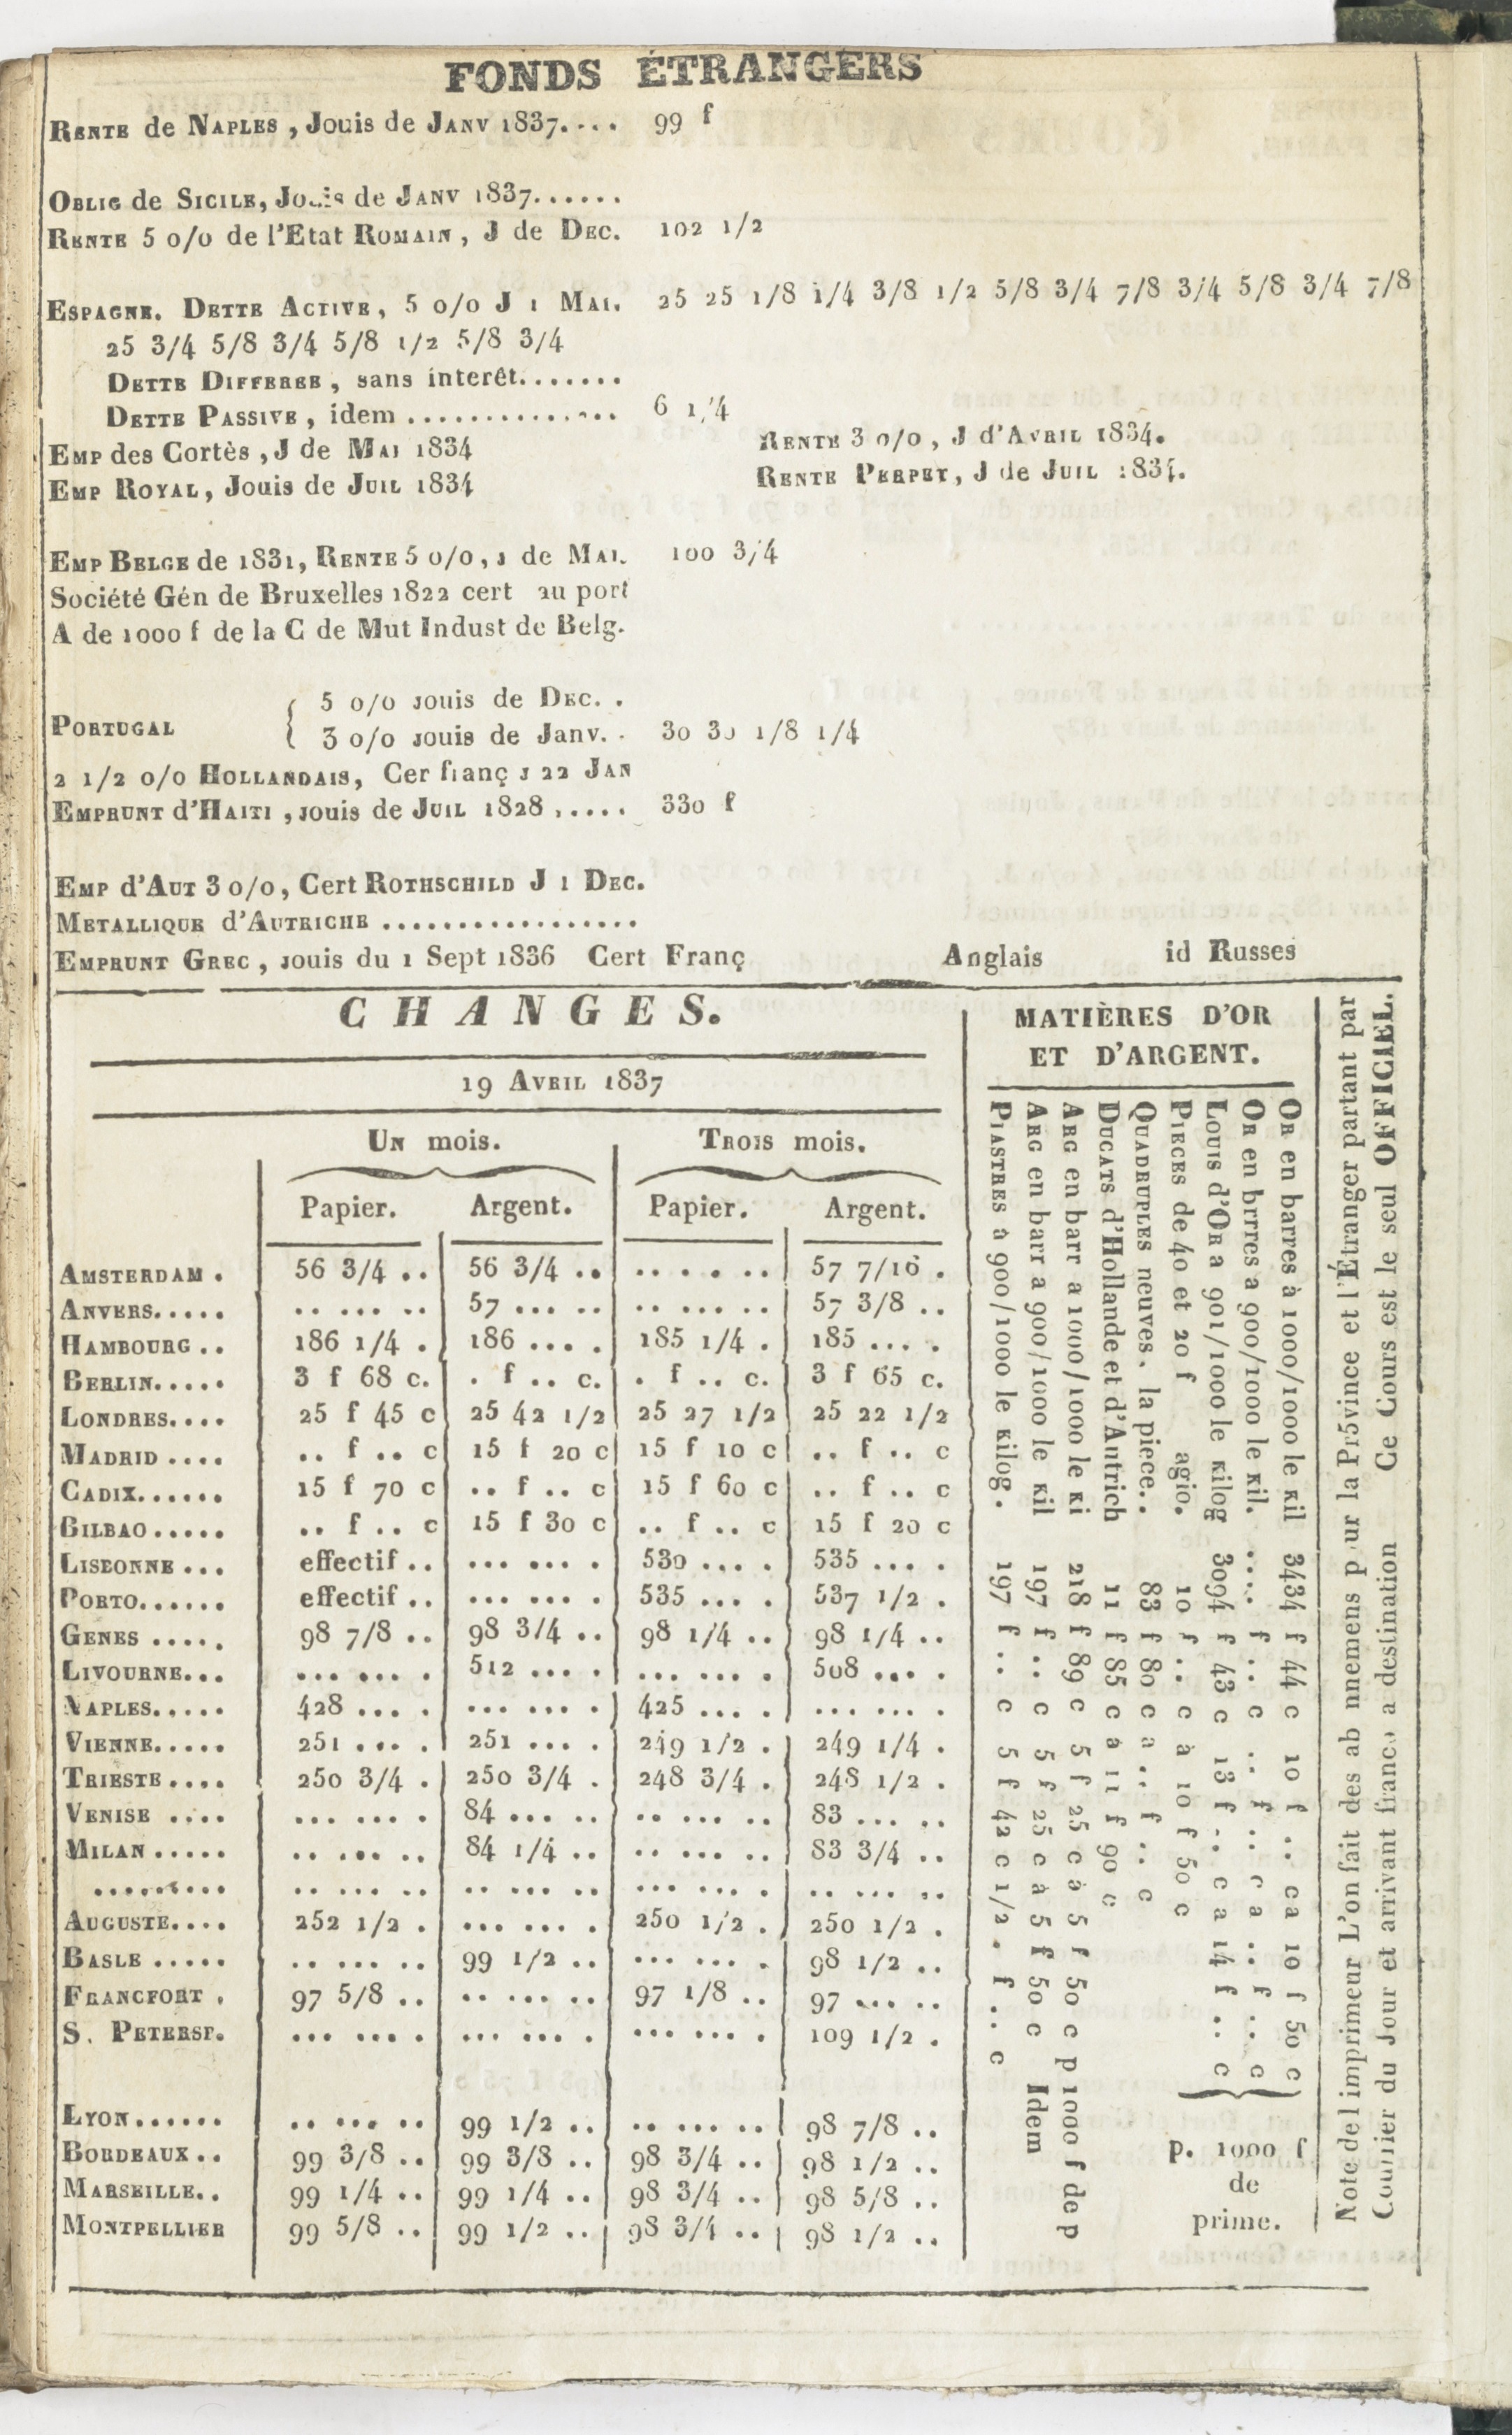 FONDS ÉTRANGERS
RENTE de NAPLES , Jouis de JANV 1837.... 99 f
OBLIG de SICILE, Jouis de JANV 1837......
RENTE 5 o/o de l'Etat ROMAIN , J de DEC. 102 1/2
ESPAGNE. DETTE ACTIVE, 5 o/o J 1 MAI. 25 25 1/8 1/4 3/8 1/2 5/8 3/4 7/8 3/4 5/8 3/4 7/8
25 3/4 5/8 3/4 5/8 1/2 5/8 3/4
DETTE DIFFEREE , sans interêt.......
DETTE PASSIVE , idem .............. 6 1/4
EMP des Cortès , J de MAI 1834 RENTE 3 o/o , J d'AVRIL 1834.
EMP ROYAL, Jouis de JUIL 1834 RENTE PERPET, J de JUIL 1834.
EMP BELGE de 1831, RENTE 5 o/o, J de MAI. 100 3/4
Société Gén de Bruxelles 1822 cert au port
A de 1000 f de la C de Mut Indust de Belg.
PORTUGAL { 5 o/o jouis de DEC. .
3 o/o jouis de Janv. . 30 30 1/8 1/4
2 1/2 o/o HOLLANDAIS, Cer franç J 22 JAN
EMPRUNT d'HAITI , jouis de JUIL 1828 ,.... 330 f
EMP d'AUT 3 o/o, Cert ROTHSCHILD J 1 DEC.
METALLIQUE d'AUTRICHE .................
EMPRUNT GREC , jouis du 1 Sept 1836 Cert Franç Anglais id Russes
CHANGES.
19 AVRIL 1837
UN mois. TROIS mois.
Papier. Argent. Papier. Argent.
AMSTERDAM . 56 3/4 .. 56 3/4 .. .. .. .. 57 7/16 .
ANVERS..... .. ... .. 57 ... .. .. ... .. 57 3/8 ..
HAMBOURG .. 186 1/4 . 186 ... . 185 1/4 . 185 ... .
BERLIN..... 3 f 68 c. . f .. c. . f .. c. 3 f 65 c.
LONDRES.... 25 f 45 c 25 42 1/2 25 27 1/2 25 22 1/2
MADRID .... .. f .. c 15 f 20 c 15 f 10 c .. f .. c
CADIX...... 15 f 70 c .. f .. c 15 f 60 c .. f .. c
BILBAO ..... .. f .. c 15 f 30 c .. f .. c 15 f 20 c
LISBONNE ... effectif .. ... ... . 530 ... . 535 ... .
PORTO...... effectif .. ... ... . 535 ... . 537 1/2 .
GENES ..... 98 7/8 .. 98 3/4 .. 98 1/4 .. 98 1/4 ..
LIVOURNE... ... ... . 512 ... . ... ... . 508 ... .
NAPLES..... 428 ... . ... ... . 425 ... . ... ... .
VIENNE..... 251 ... . 251 ... . 249 1/2 . 249 1/4 .
TRIESTE.... 250 3/4 . 250 3/4 . 248 3/4 . 248 1/2 .
VENISE .... ... ... . 84 ... .. .. ... .. 83 ... ..
MILAN ..... .. ... .. 84 1/4 .. .. ... .. 83 3/4 ..
......... .. ... .. .. ... .. ... ... . .. ... ..
AUGUSTE.... 252 1/2 . ... ... . 250 1/2 . 250 1/2 .
BASLE ..... .. ... .. 99 1/2 .. ... ... . 98 1/2 ..
FRANCFORT . 97 5/8 .. .. ... .. 97 1/8 .. 97 ... ..
S. PETERSP. ... ... . ... ... . ... ... . 109 1/2 .
LYON...... .. ... .. 99 1/2 .. .. ... .. 98 7/8 ..
BORDEAUX .. 99 3/8 .. 99 3/8 .. 98 3/4 .. 98 1/2 ..
MARSEILLE.. 99 1/4 .. 99 1/4 .. 98 3/4 .. 98 5/8 ..
MONTPELLIER 99 5/8 .. 99 1/2 .. 98 3/4 .. 98 1/2 ..
MATIÈRES D'OR
ET D'ARGENT.
OR en barres à 1000/1000 le KIL 3434 f 44 c 10 f .. ca 10 f 50 c
OR en brrres a 900/1000 le KIL. .... f .. c .. f .. c a .. f .. c
LOUIS d'OR a 901/1000 le KILOG 3094 f 43 c 13 f .. c a 14 f .. c
PIECES de 40 et 20 f agio. 10 f .. c à 10 f 50 c
QUADRUPLES neuves, la piece.. 83 f 80 c a .. f .. c
DUCATS d'Hollande et d'Autrich 11 f 85 c à 11 f 90 c
ARG en barr a 1000/1000 le KI 218 f 89 c 5 f 25 c à 5 f 50 c p 1000 f de p
ARG en barr a 900/1000 le KIL 197 f .. c 5 f 25 c à 5 f 50 c Idem
PIASTRES à 900/1000 le KILOG. 197 f .. c 5 f 42 c 1/2 . f .. c
p. 1000 f
de
prime.
Note de l imprimeur L'on fait des ab nnemens p ur la Pr5vince et l'Étranger partant par
Courrier du Jour et arrivant franco a destination Ce Cours est le seul OFFICIEL.